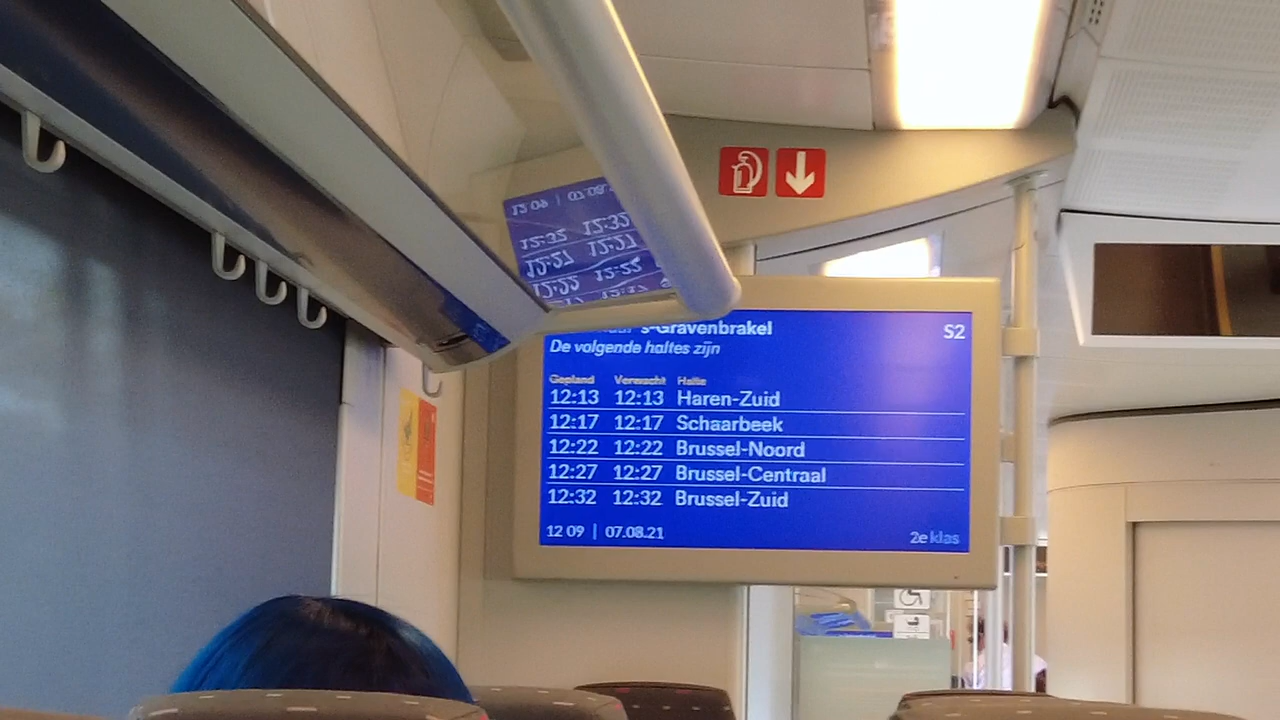 's-Gravenbrakel S2
De volgende haltes zijn
Gepland Verwacht Halte
12:13 12:13 Haren-Zuid
12:17 12:17 Schaarbeek
12:22 12:22 Brussel-Noord
12:27 12:27 Brussel-Centraal
12:32 12:32 Brussel-Zuid
12 09 | 07.08.21 2e klas